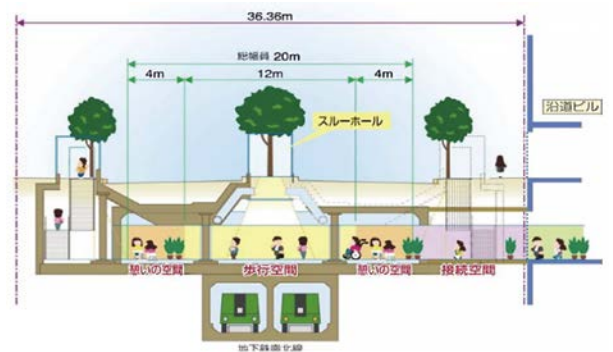 36.36m
総幅員 20m
4m
12m
4m
スルーホール
沿道ビル
憩いの空間
歩行空間
憩いの空間
接続空間
地下鉄南北線